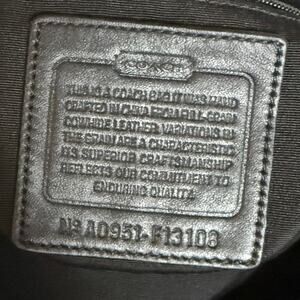 COACH
THIS IS A COACH BAG. IT WAS HAND
CRAFTED IN CHINA FROM A FULL GRAIN
COWHIDE LEATHER. VARIATIONS IN
THE GRAIN ARE A CHARACTERISTIC.
ITS SUPERIOR CRAFTSMANSHIP
REFLECTS OUR COMMITMENT TO
ENDURING QUALITY.
Nº A0951-F13108